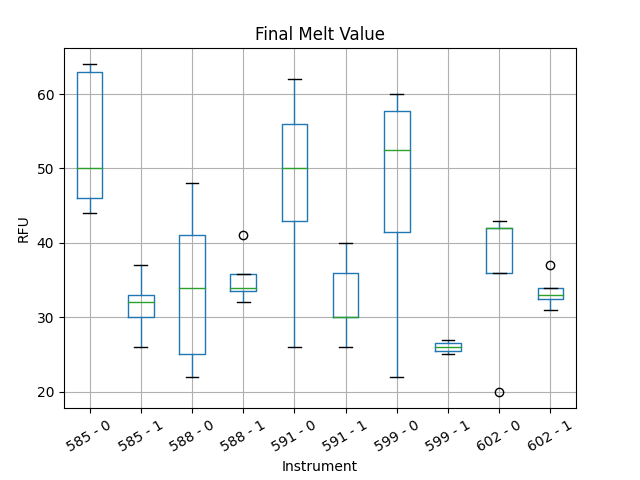 Final Melt Value
RFU
60
50
40
30
20
585 - 0
585 - 1
588 - 0
588 - 1
591 - 0
591 - 1
599 - 0
599 - 1
602 - 0
602 - 1
Instrument